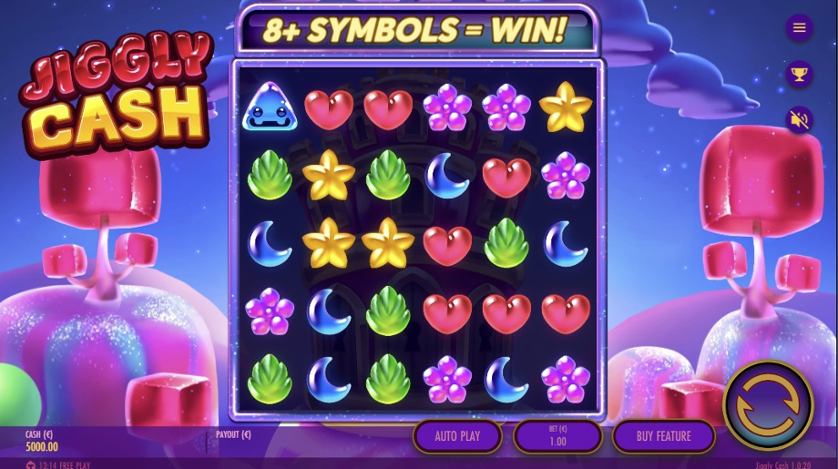 8+ SYMBOLS = WIN!
JIGGLY
CASH
CASH (€)
5000.00
PAYOUT (€)
AUTO PLAY
BET (€)
1.00
BUY FEATURE
13:14 FREE PLAY
Jiggly Cash 1.0.20